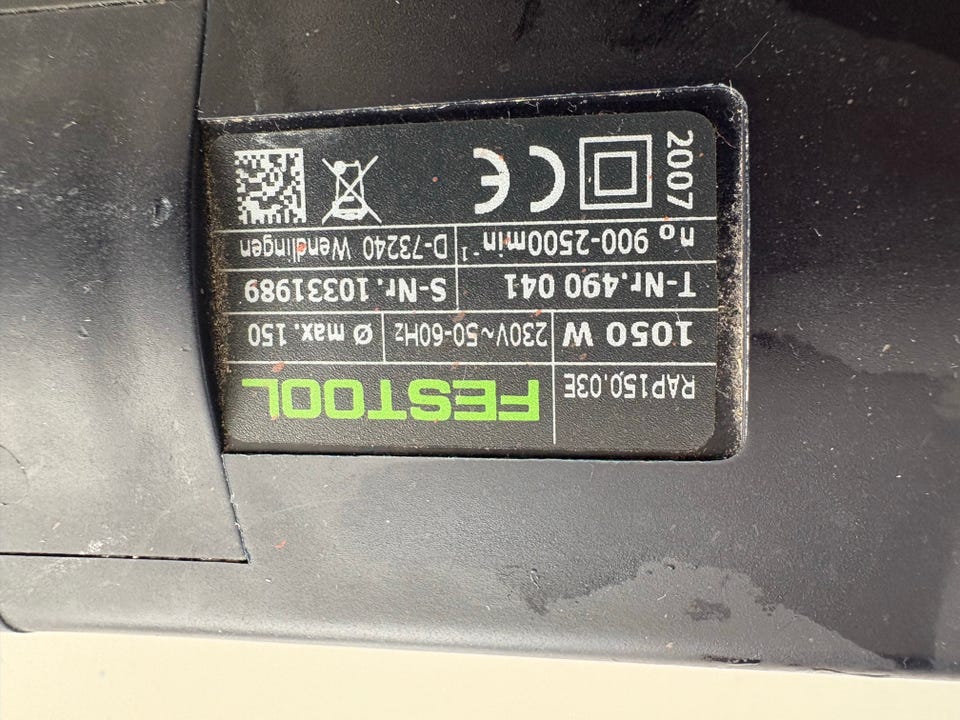 RAP150.03E FESTOOL
1050 W 230V~50-60Hz Ø max. 150
T-Nr.490 041 S-Nr. 10331989
n₀ 900-2500min⁻¹ D-73240 Wendlingen
2007 CE